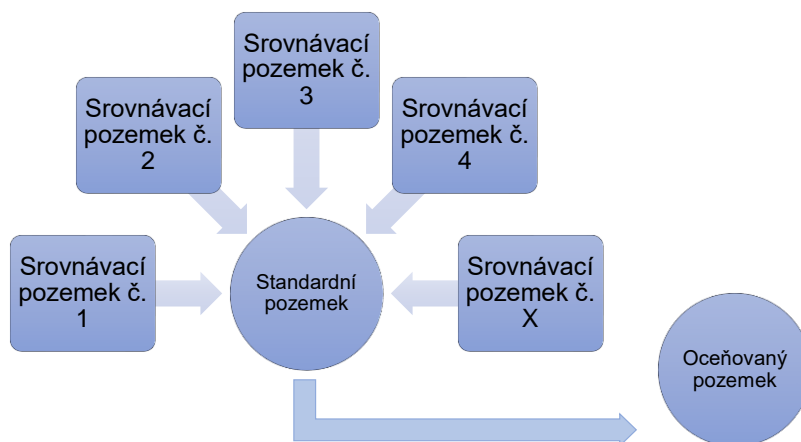 Srovnávací
pozemek č.
3
Srovnávací
pozemek č.
2
Srovnávací
pozemek č.
4
Srovnávací
pozemek č.
1
Standardní
pozemek
Srovnávací
pozemek č.
X
Oceňovaný
pozemek